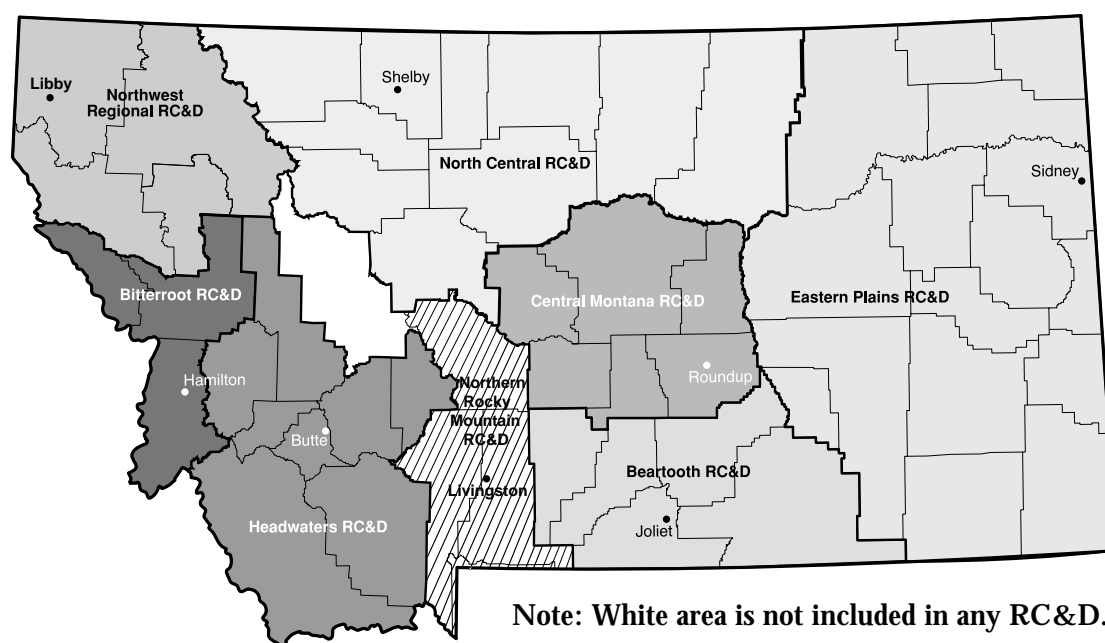 Libby
Northwest
Regional RC&D
Shelby
North Central RC&D
Sidney
Bitterroot RC&D
Central Montana RC&D
Eastern Plains RC&D
Hamilton
Northern
Rocky
Mountain
RC&D
Roundup
Butte
Beartooth RC&D
Livingston
Headwaters RC&D
Joliet
Note: White area is not included in any RC&D.